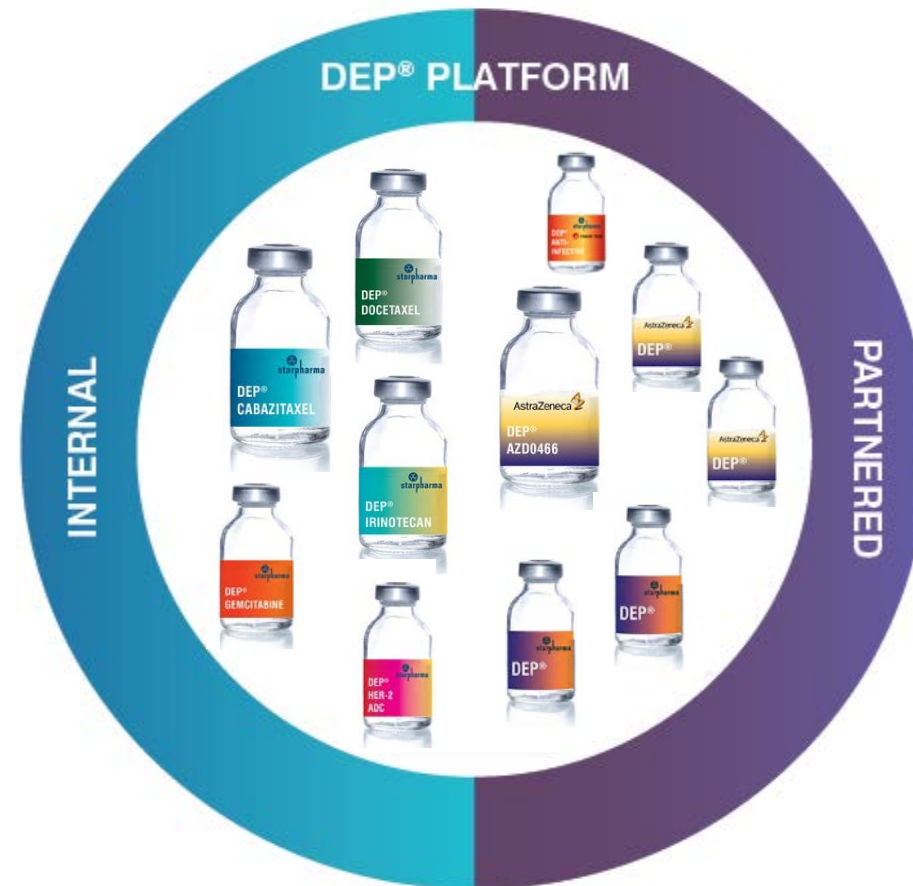 DEP® PLATFORM
INTERNAL
PARTNERED
starpharma
DEP®
DOCETAXEL
starpharma
DEP®
CABAZITAXEL
starpharma
DEP®
IRINOTECAN
starpharma
DEP®
GEMCITABINE
starpharma
DEP®
HER-2
ADC
starpharma
DEP®
ANTI-
INFECTIVE
AstraZeneca
DEP®
AstraZeneca
DEP®
AZD0466
AstraZeneca
DEP®
starpharma
DEP®
starpharma
DEP®